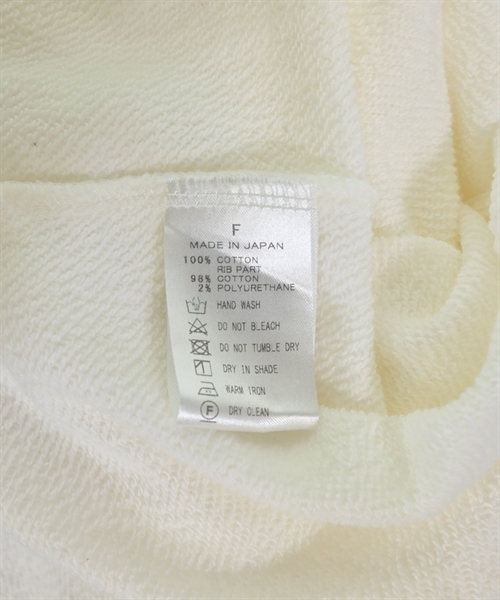 F
MADE IN JAPAN
100% COTTON
RIB PART
98% COTTON
2% POLYURETHANE
HAND WASH
DO NOT BLEACH
DO NOT TUMBLE DRY
DRY IN SHADE
WARM IRON
F DRY CLEAN